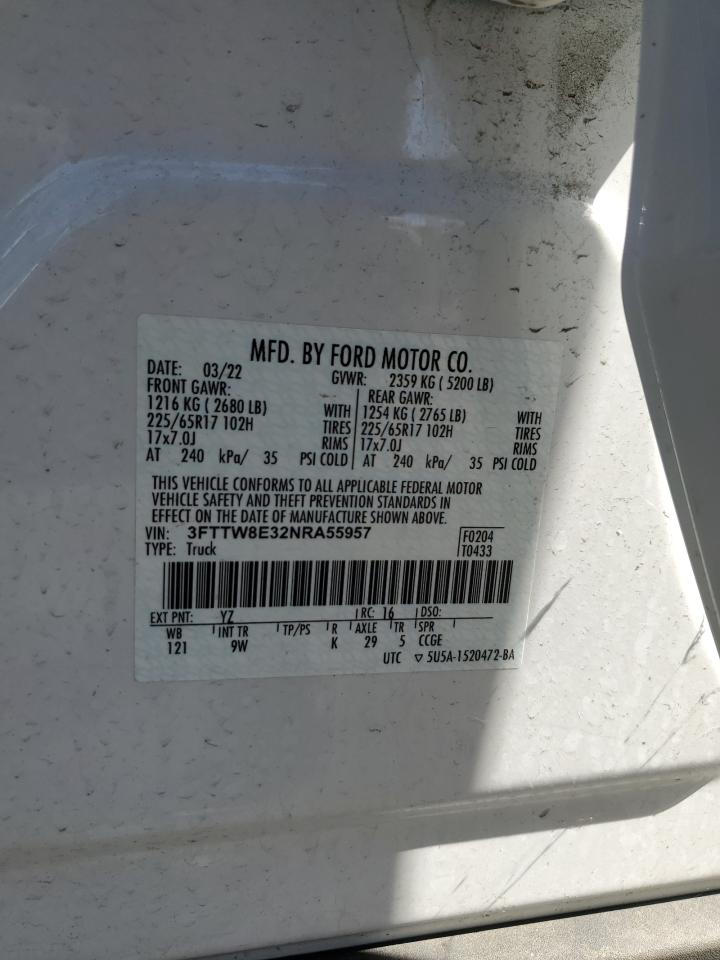 MFD. BY FORD MOTOR CO.
DATE: 03/22 GVWR: 2359 KG ( 5200 LB)
FRONT GAWR: REAR GAWR:
1216 KG ( 2680 LB) WITH 1254 KG ( 2765 LB) WITH
225/65R17 102H TIRES 225/65R17 102H TIRES
17x7.0J RIMS 17x7.0J RIMS
AT 240 kPa/ 35 PSI COLD AT 240 kPa/ 35 PSI COLD
THIS VEHICLE CONFORMS TO ALL APPLICABLE FEDERAL MOTOR
VEHICLE SAFETY AND THEFT PREVENTION STANDARDS IN
EFFECT ON THE DATE OF MANUFACTURE SHOWN ABOVE.
VIN: 3FTTW8E32NRA55957 F0204
TYPE: Truck T0433
EXT PNT: YZ RC: 16 DSO:
WB INT TR TP/PS R AXLE TR SPR
121 9W K 29 5 CCGE
UTC ▽ 5U5A-1520472-BA